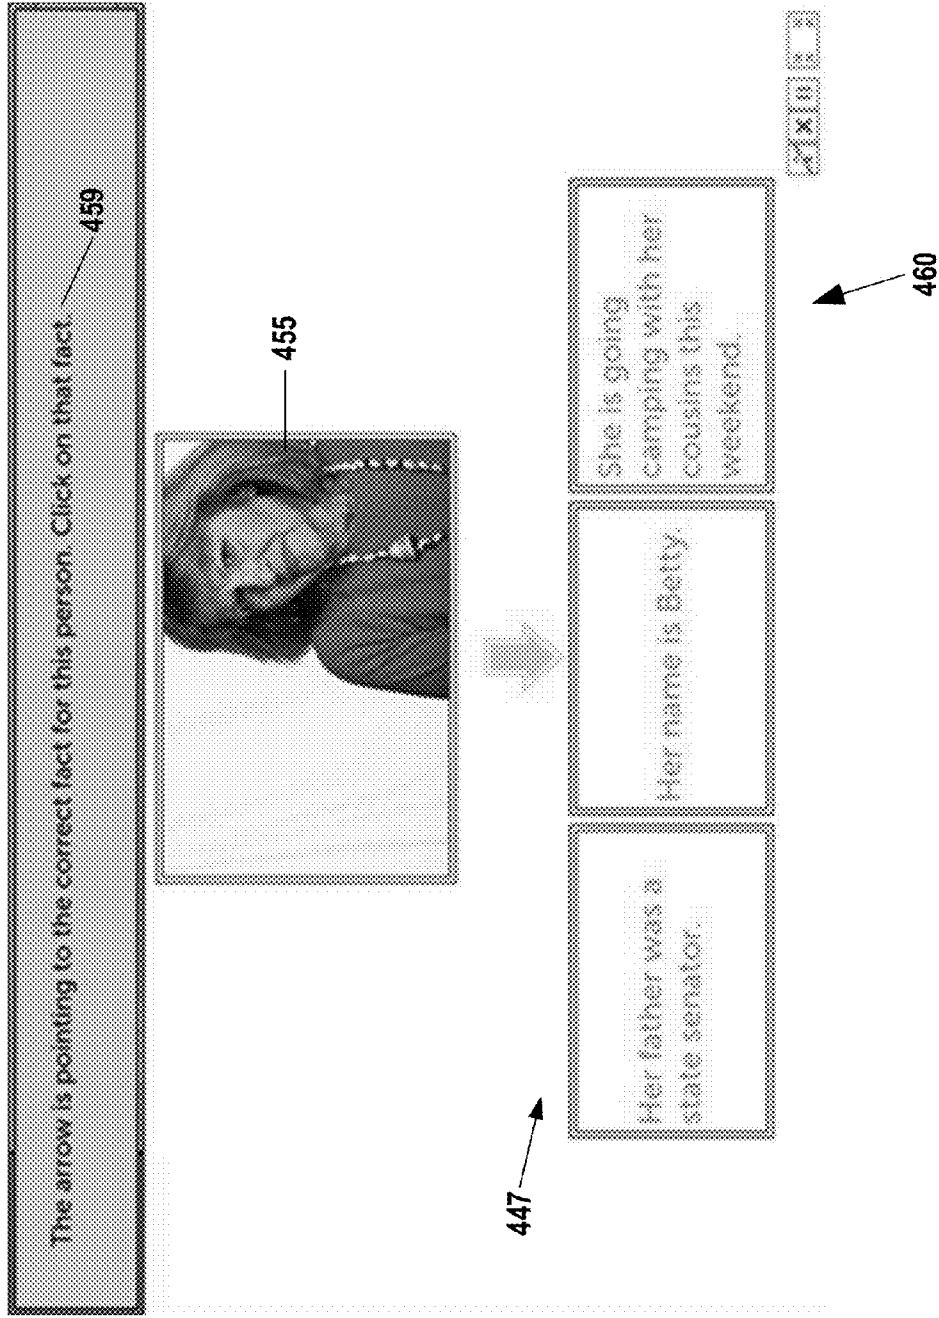 The arrow is pointing to the correct fact for this person. Click on that fact.
459
455
Her father was a
state senator.
Her name is Betty.
She is going
camping with her
cousins this
weekend.
447
460